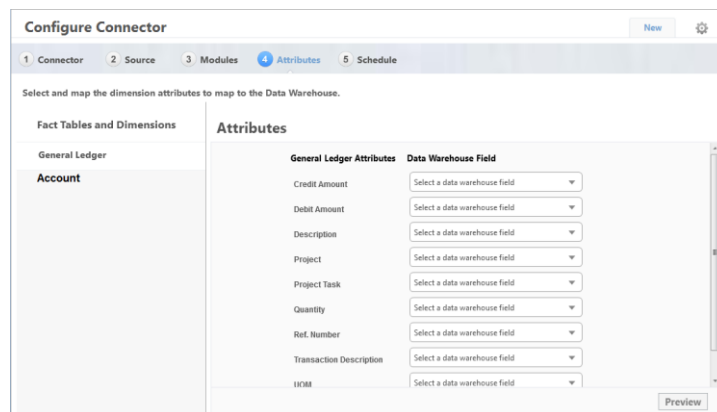 Configure Connector
New
1 Connector 2 Source 3 Modules 4 Attributes 5 Schedule
Select and map the dimension attributes to map to the Data Warehouse.
Fact Tables and Dimensions
General Ledger
Account
Attributes
General Ledger Attributes Data Warehouse Field
Credit Amount Select a data warehouse field
Debit Amount Select a data warehouse field
Description Select a data warehouse field
Project Select a data warehouse field
Project Task Select a data warehouse field
Quantity Select a data warehouse field
Ref. Number Select a data warehouse field
Transaction Description Select a data warehouse field
UOM Select a data warehouse field
Preview